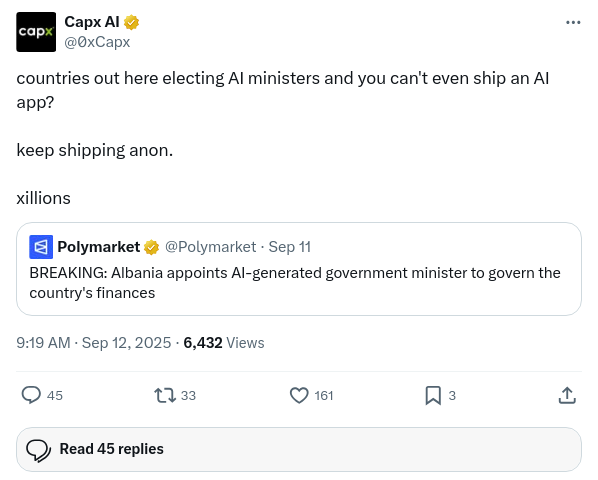 capx
Capx AI
@0xCapx
countries out here electing AI ministers and you can't even ship an AI
app?
keep shipping anon.
xillions
Polymarket @Polymarket · Sep 11
BREAKING: Albania appoints AI-generated government minister to govern the
country's finances
9:19 AM · Sep 12, 2025 · 6,432 Views
45 33 161 3
Read 45 replies